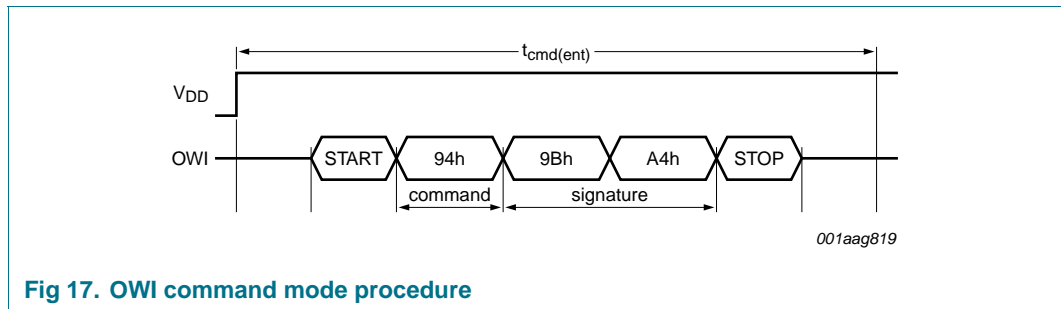 tcmd(ent)
VDD
OWI START 94h 9Bh A4h STOP
command signature
001aag819
Fig 17. OWI command mode procedure